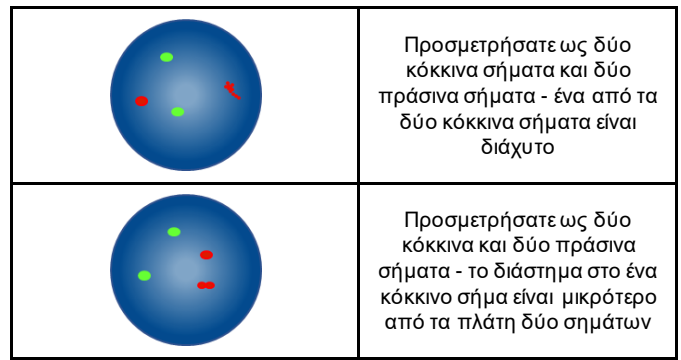 Προσμετρήσατε ως δύο
κόκκινα σήματα και δύο
πράσινα σήματα - ένα από τα
δύο κόκκινα σήματα είναι
διάχυτο
Προσμετρήσατε ως δύο
κόκκινα και δύο πράσινα
σήματα - το διάστημα στο ένα
κόκκινο σήμα είναι μικρότερο
από τα πλάτη δύο σημάτων